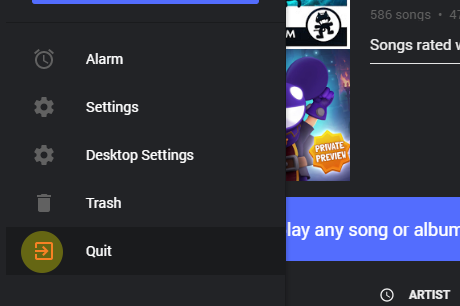 586 songs • 47
Songs rated w
Alarm
Settings
Desktop Settings
PRIVATE
PREVIEW
Trash
lay any song or album
Quit
ARTIST